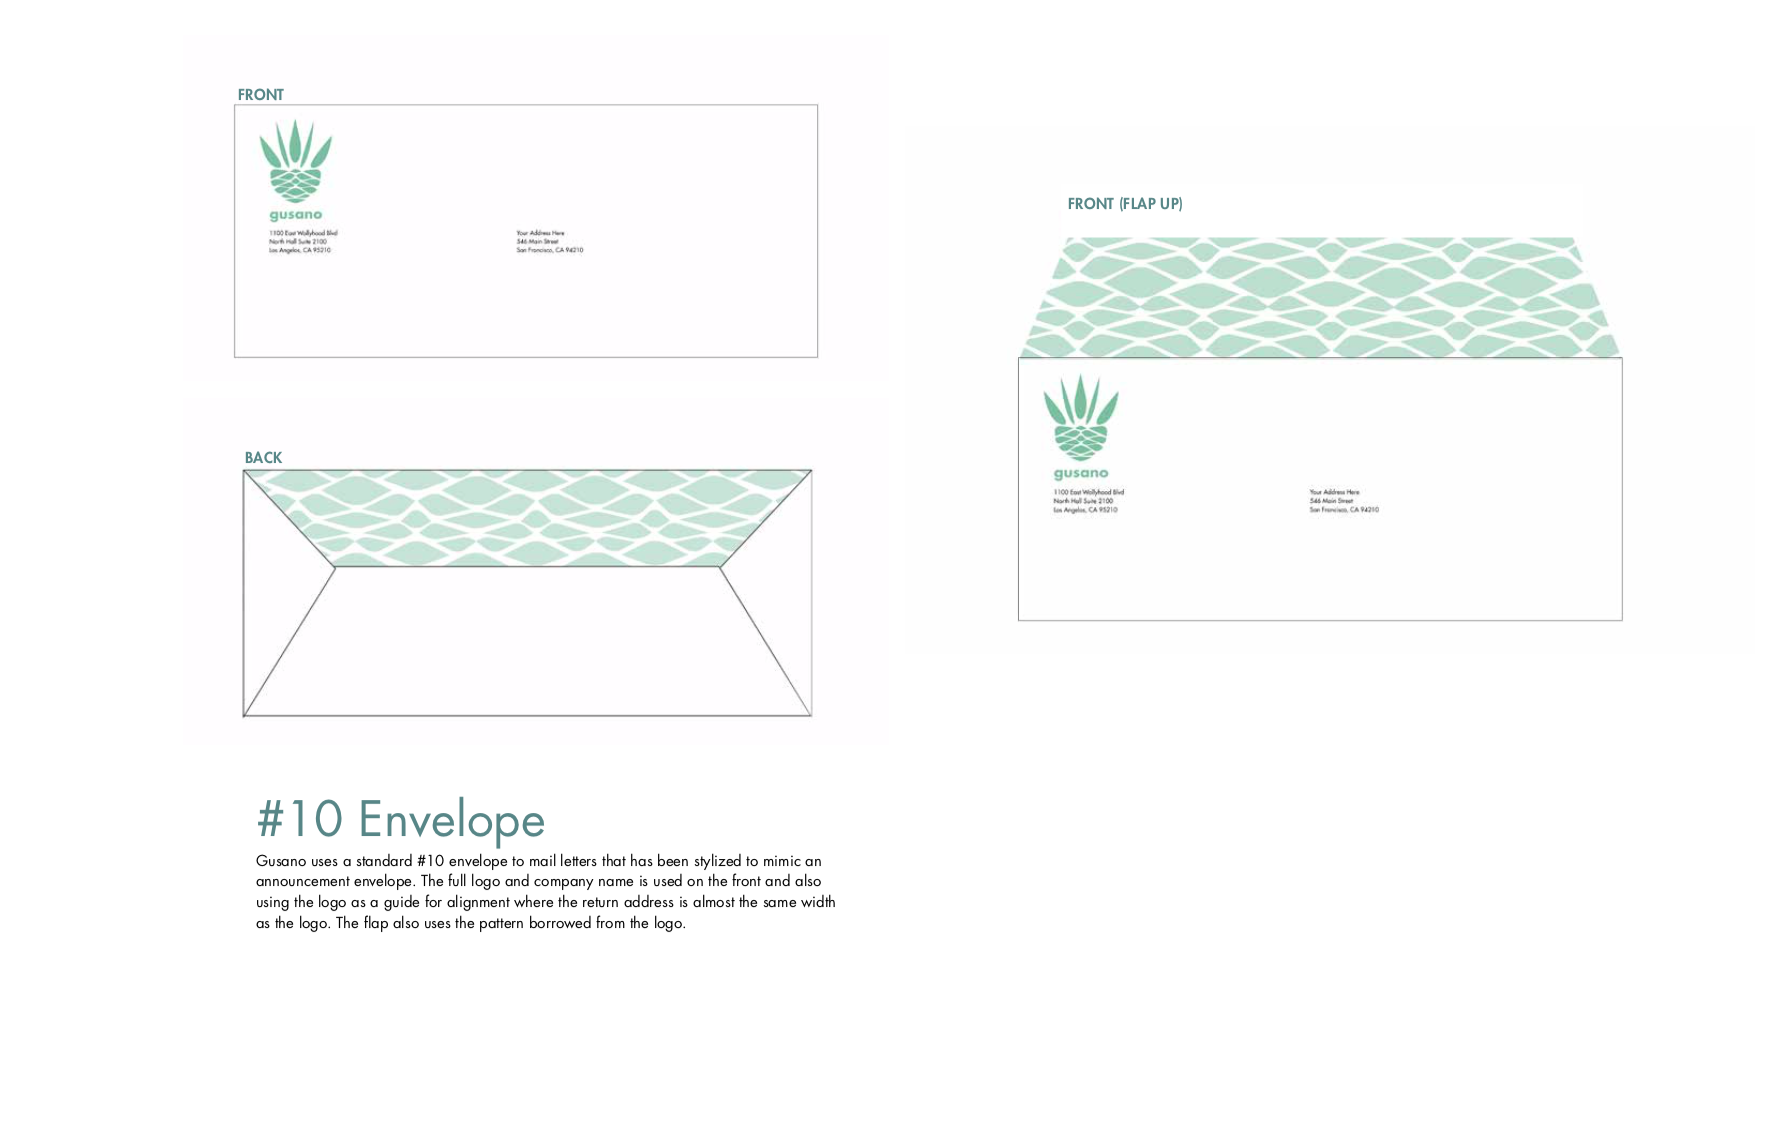 FRONT
gusano
1100 East Wollyhood Blvd
North Hall Suite 2100
Los Angeles, CA 95210
Your Address Here
546 Main Street
San Francisco, CA 94210
BACK
FRONT (FLAP UP)
gusano
1100 East Wollyhood Blvd
North Hall Suite 2100
Los Angeles, CA 95210
Your Address Here
546 Main Street
San Francisco, CA 94210
#10 Envelope
Gusano uses a standard #10 envelope to mail letters that has been stylized to mimic an
announcement envelope. The full logo and company name is used on the front and also
using the logo as a guide for alignment where the return address is almost the same width
as the logo. The flap also uses the pattern borrowed from the logo.